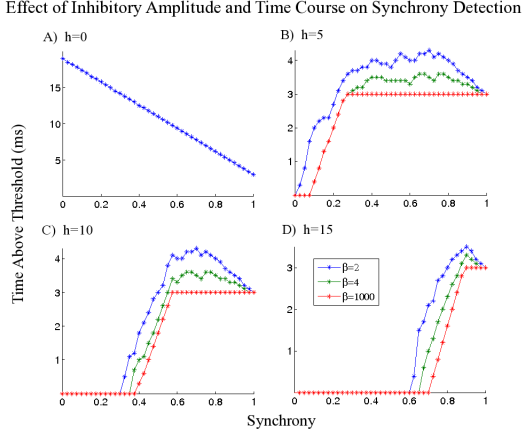 Effect of Inhibitory Amplitude and Time Course on Synchrony Detection
A) h=0
B) h=5
15
10
5
0 0.2 0.4 0.6 0.8 1
4
3
2
1
0 0.2 0.4 0.6 0.8 1
Time Above Threshold (ms)
C) h=10
D) h=15
4
3
2
1
0 0.2 0.4 0.6 0.8 1
3
2
1
0 0.2 0.4 0.6 0.8 1
β=2
β=4
β=1000
Synchrony